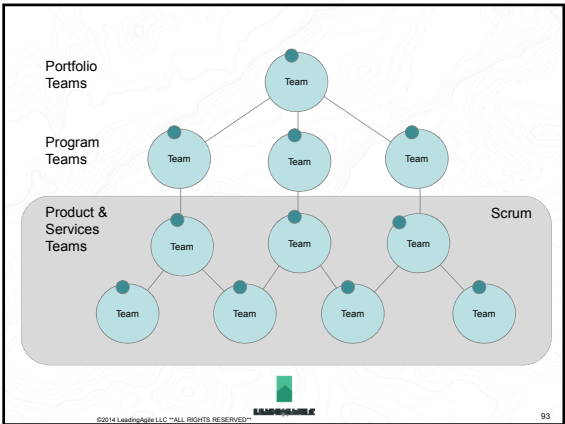 Portfolio
Teams
Team
Program
Teams
Team
Team
Team
Product &
Services
Teams
Scrum
Team
Team
Team
Team
Team
Team
Team
LEADINGAGILE
©2014 LeadingAgile LLC **ALL RIGHTS RESERVED**
93